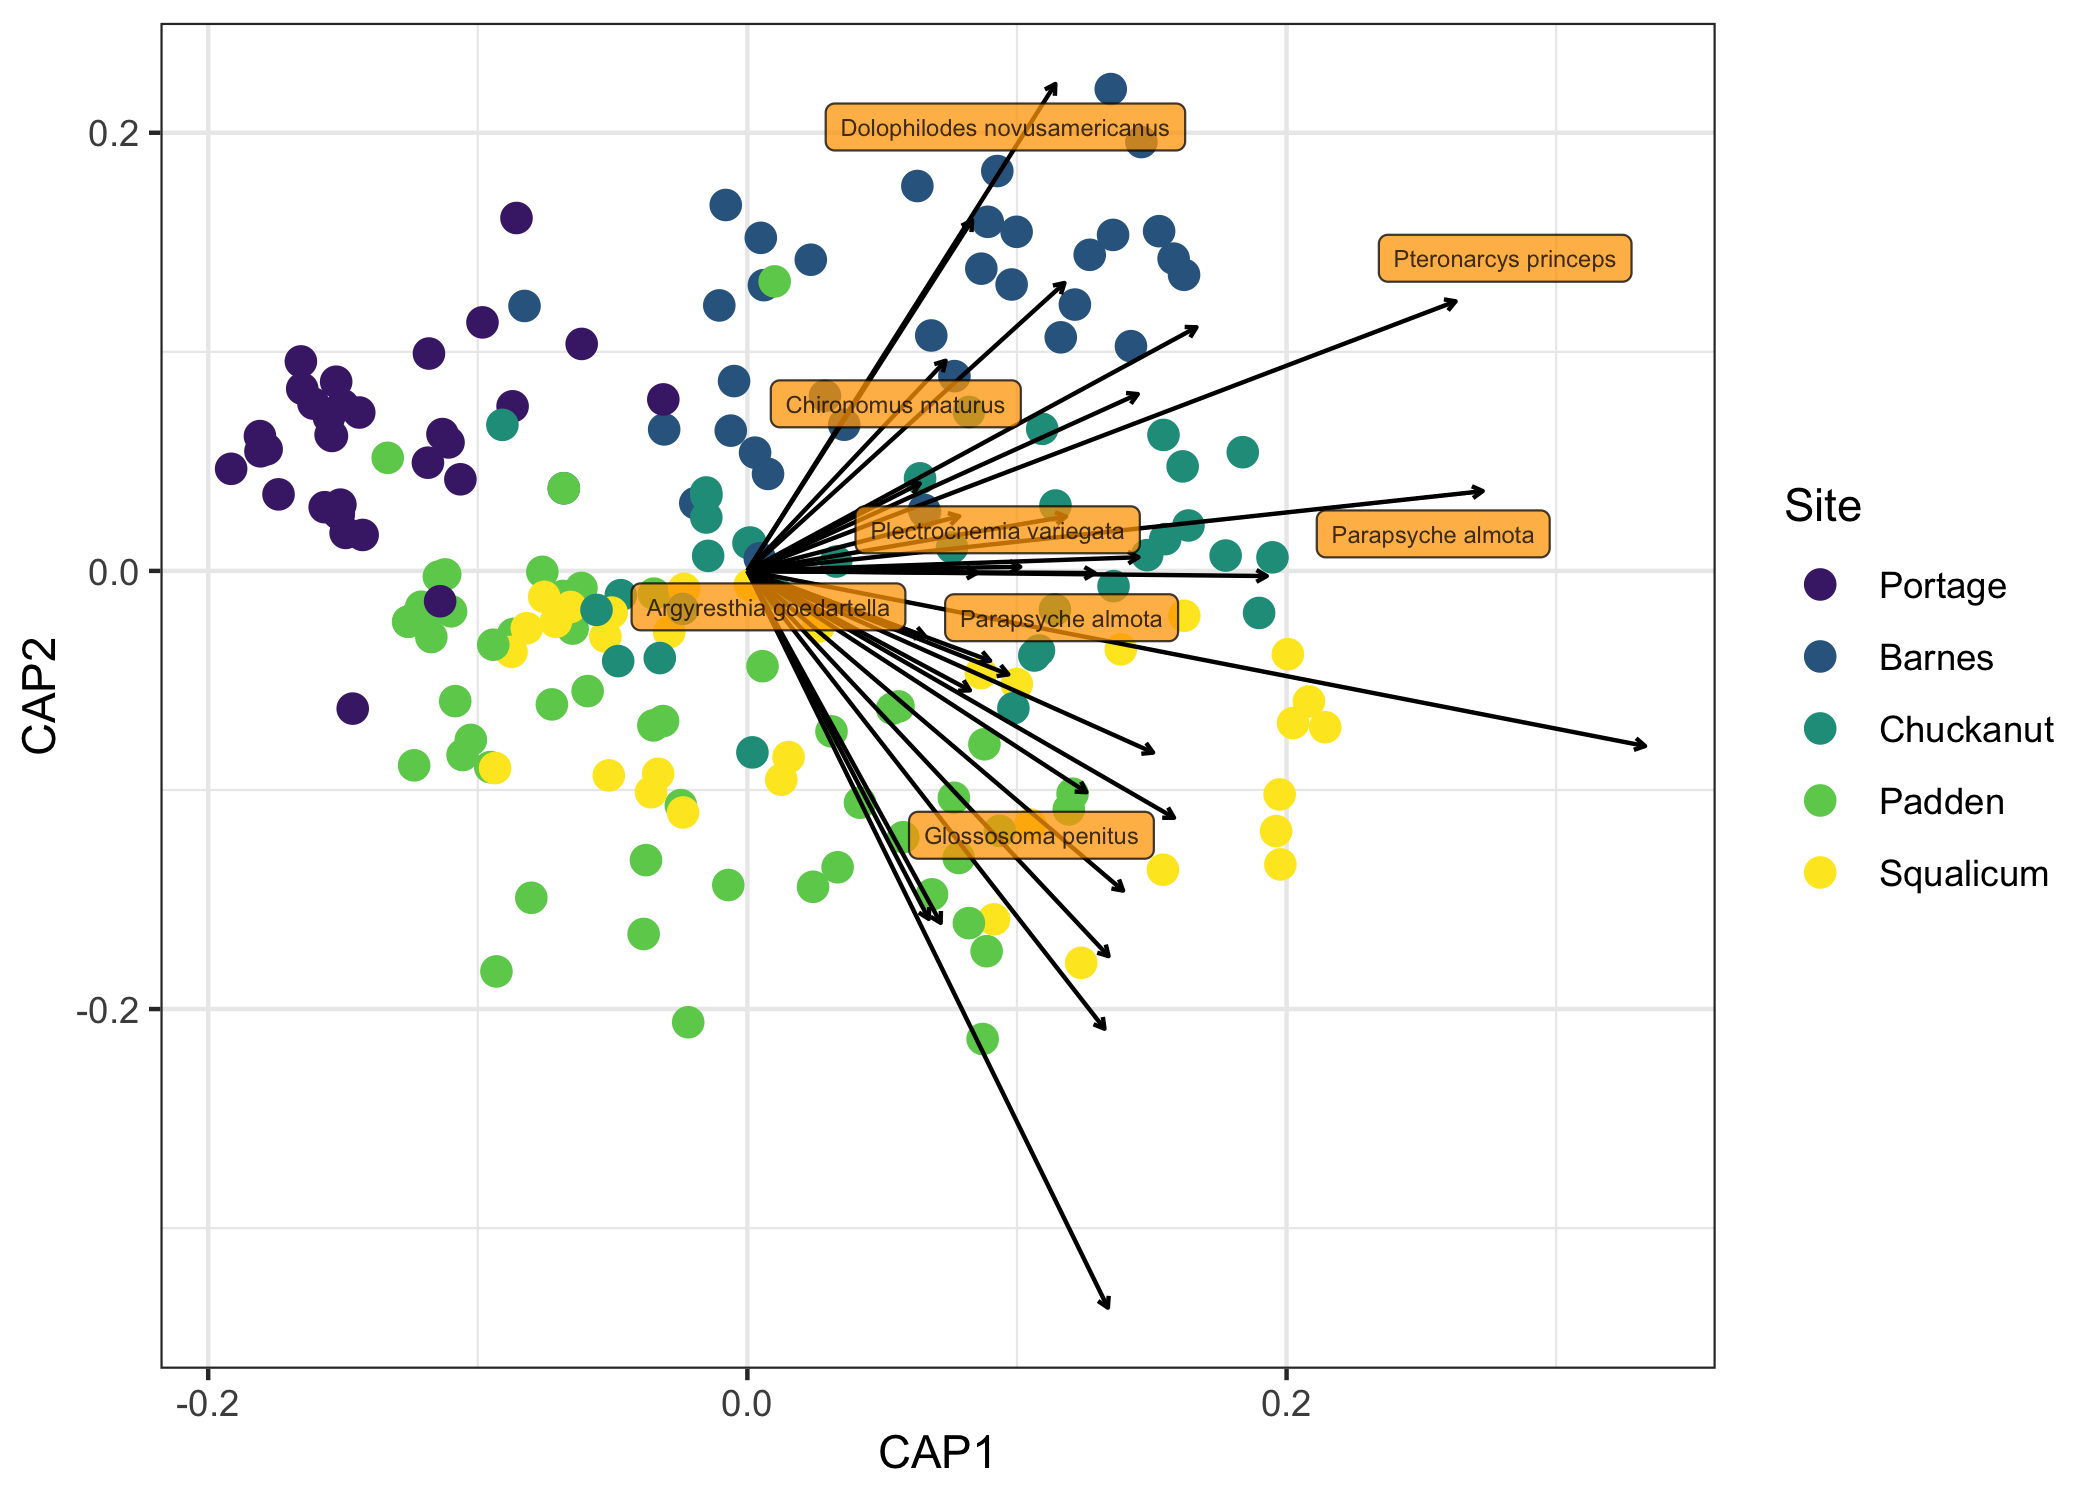 0.2
0.0
-0.2
CAP2
Dolophilodes novusamericanus
Pteronarcys princeps
Chironomus maturus
Plectrocnemia variegata
Parapsyche almota
Argyresthia goedartella
Parapsyche almota
Glossosoma penitus
-0.2
0.0
0.2
CAP1
Site
Portage
Barnes
Chuckanut
Padden
Squalicum